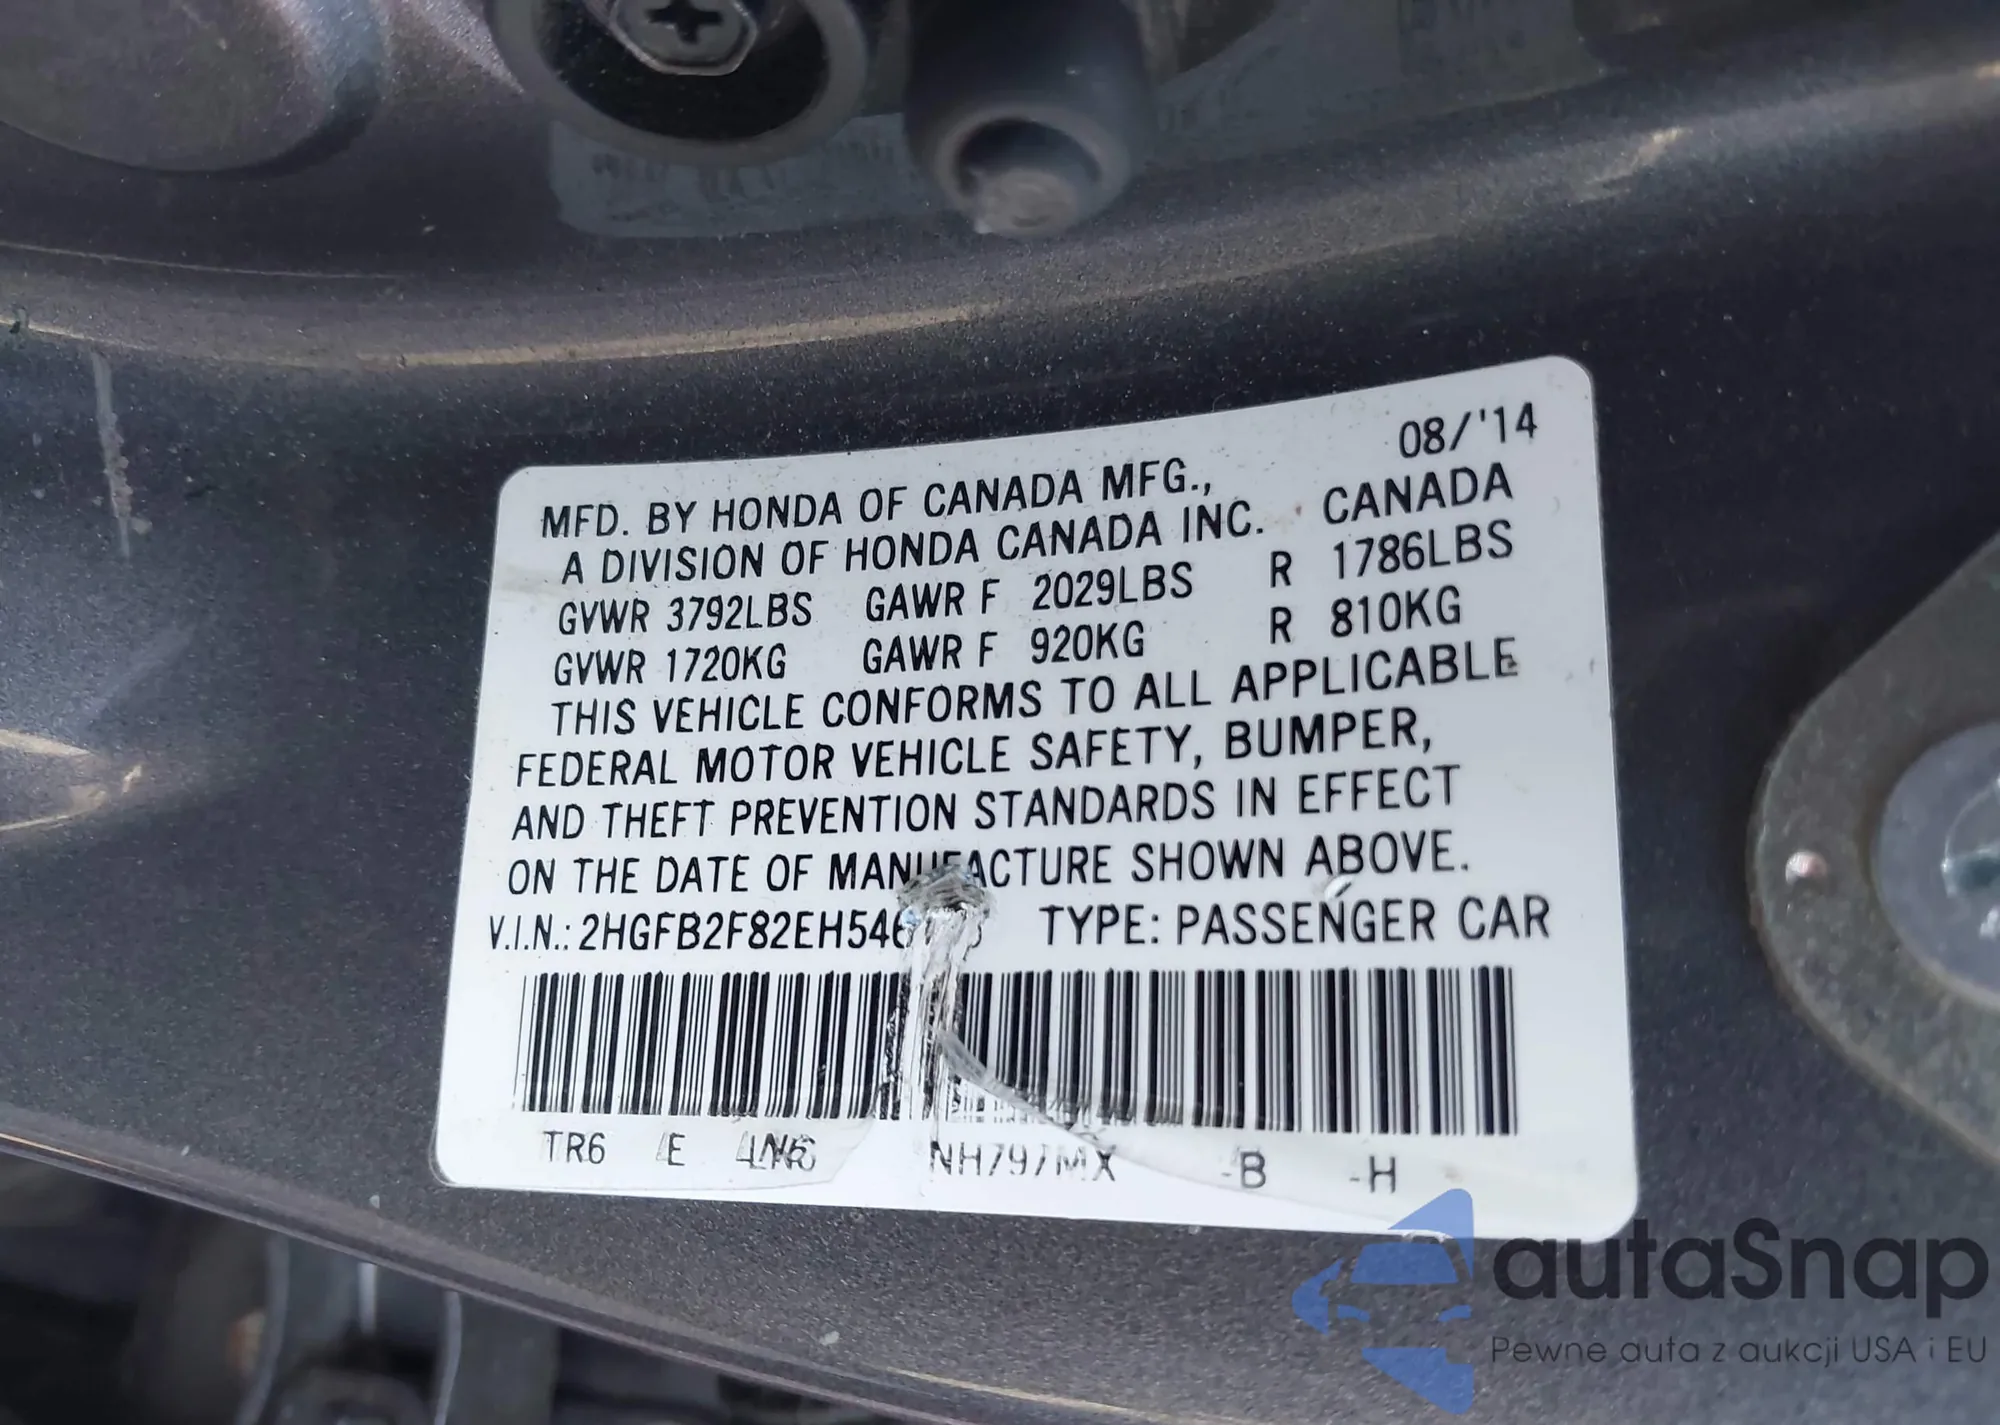 08/'14
MFD. BY HONDA OF CANADA MFG.,
A DIVISION OF HONDA CANADA INC. CANADA
GVWR 3792LBS GAWR F 2029LBS R 1786LBS
GVWR 1720KG GAWR F 920KG R 810KG
THIS VEHICLE CONFORMS TO ALL APPLICABLE
FEDERAL MOTOR VEHICLE SAFETY, BUMPER,
AND THEFT PREVENTION STANDARDS IN EFFECT
ON THE DATE OF MANUFACTURE SHOWN ABOVE.
V.I.N.: TYPE: PASSENGER CAR
TR6 E NH797MX -B -H
autaSnap
Pewne auta z aukcji USA i EU